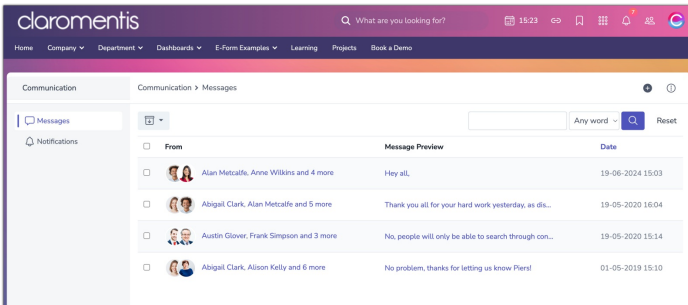 claromentis
What are you looking for?
15:23
7
Home Company Department Dashboards E-Form Examples Learning Projects Book a Demo
Communication
Communication > Messages
Messages
Notifications
Any word
Reset
From Message Preview Date
Alan Metcalfe, Anne Wilkins and 4 more Hey all, 19-06-2024 15:03
Abigail Clark, Alan Metcalfe and 5 more Thank you all for your hard work yesterday, as dis... 19-05-2020 16:04
Austin Glover, Frank Simpson and 3 more No, people will only be able to search through con... 19-05-2020 15:14
Abigail Clark, Alison Kelly and 6 more No problem, thanks for letting us know Piers! 01-05-2019 15:10